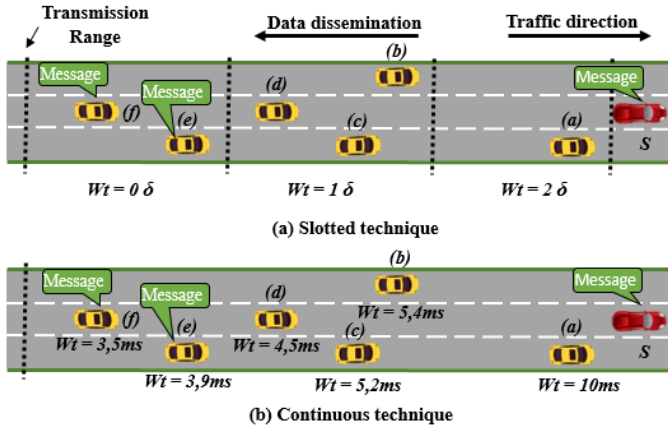 Transmission
Range
Data dissemination
Traffic direction
(b)
Message
Message
Message
(d)
(f)
(e)
(c)
(a)
S
Wt = 0 δ
Wt = 1 δ
Wt = 2 δ
(a) Slotted technique
(b)
Message
Message
Message
(d)
Wt = 5,4ms
(f)
(e)
(c)
(a)
S
Wt = 3,5ms
Wt = 4,5ms
Wt = 3,9ms
Wt = 5,2ms
Wt = 10ms
(b) Continuous technique